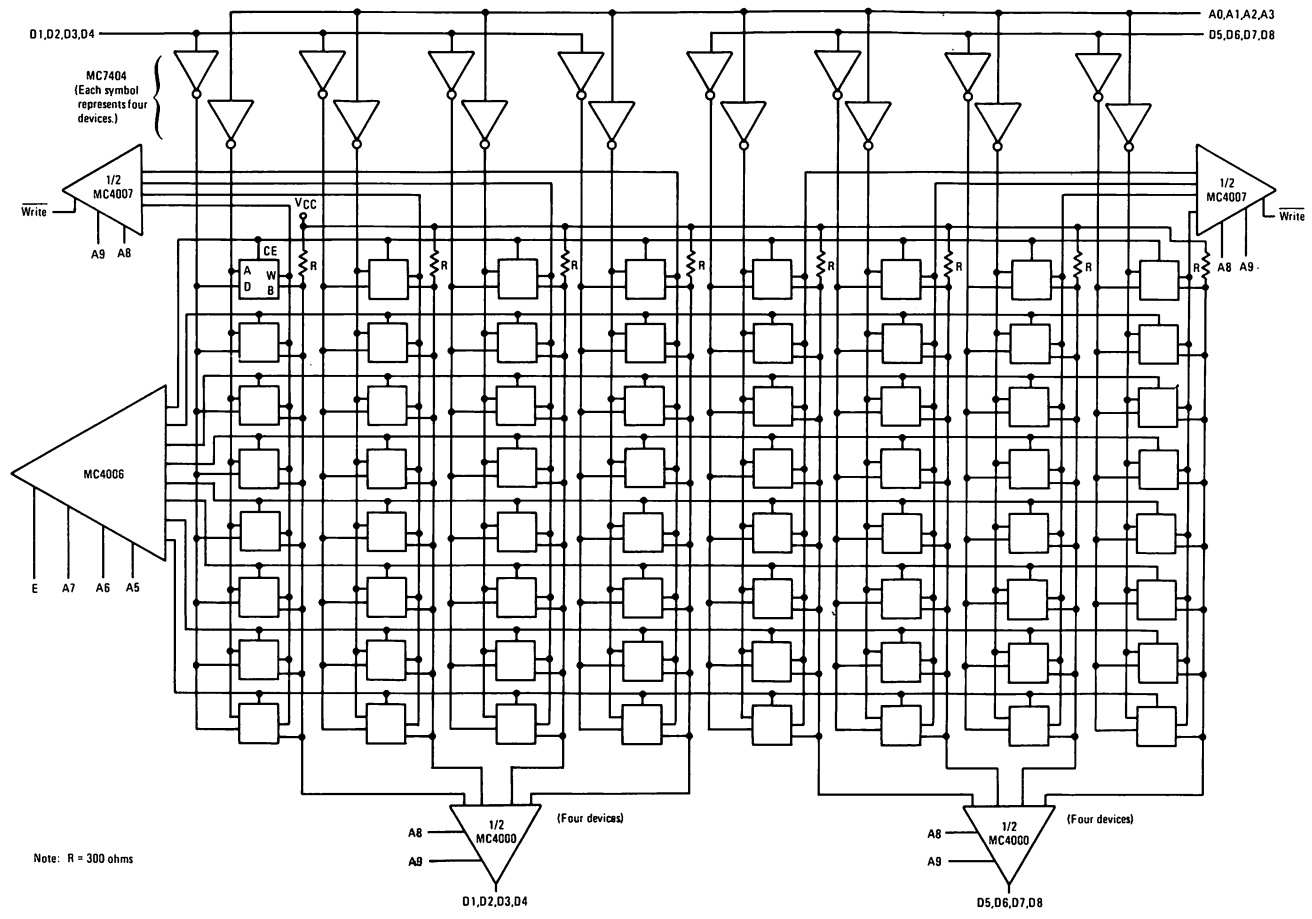 A0,A1,A2,A3
D1,D2,D3,D4
D5,D6,D7,D8
MC7404
(Each symbol
represents four
devices.)
1/2
MC4007
Write
A9 A8
1/2
MC4007
Write
A8 A9
VCC
CE
A W
D B
R
R
R
R
R
R
R
R
MC4006
E A7 A6 A5
1/2
MC4000
(Four devices)
A8
A9
D1,D2,D3,D4
1/2
MC4000
(Four devices)
A8
A9
D5,D6,D7,D8
Note: R = 300 ohms